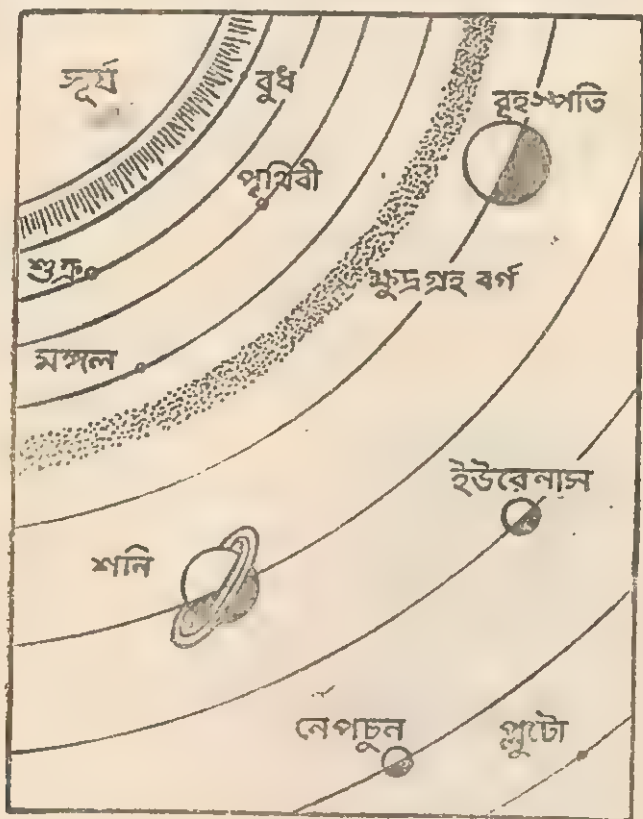 সূর্য
বুধ
বৃহস্পতি
পৃথিবী
শুক্র
ক্ষুদ্রগ্রহ বর্গ
মঙ্গল
ইউরেনাস
শনি
নেপচুন
প্লুটো